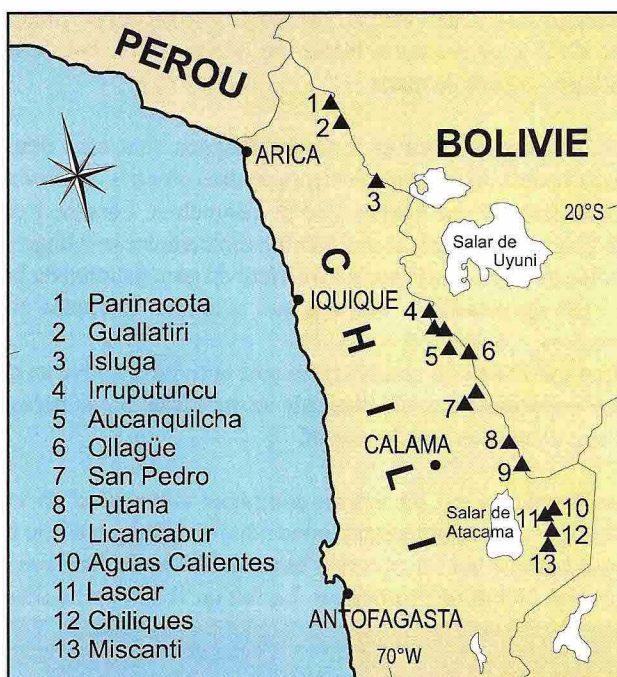 PEROU
1
2
BOLIVIE
ARICA
3
20°S
Salar de
Uyuni
CHILI
IQUIQUE
4
5
6
7
CALAMA
8
9
Salar de
Atacama
10
11
12
13
ANTOFAGASTA
70°W
1 Parinacota
2 Guallatiri
3 Isluga
4 Irruputuncu
5 Aucanquilcha
6 Ollagüe
7 San Pedro
8 Putana
9 Licancabur
10 Aguas Calientes
11 Lascar
12 Chiliques
13 Miscanti